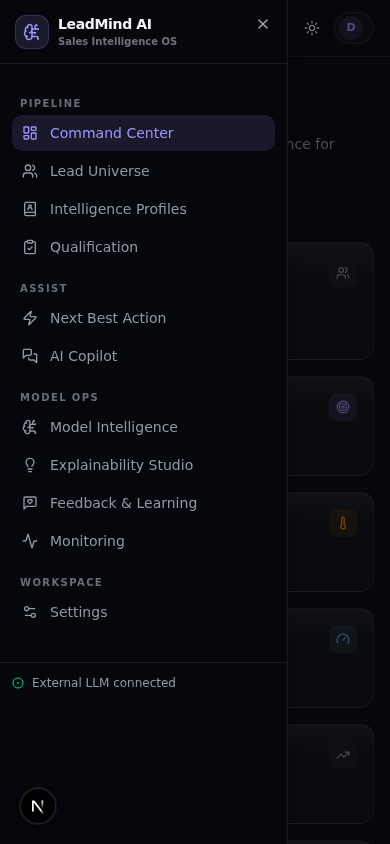 LeadMind AI
Sales Intelligence OS
D
nce for
PIPELINE
Command Center
Lead Universe
Intelligence Profiles
Qualification
ASSIST
Next Best Action
AI Copilot
MODEL OPS
Model Intelligence
Explainability Studio
Feedback & Learning
Monitoring
WORKSPACE
Settings
External LLM connected
N